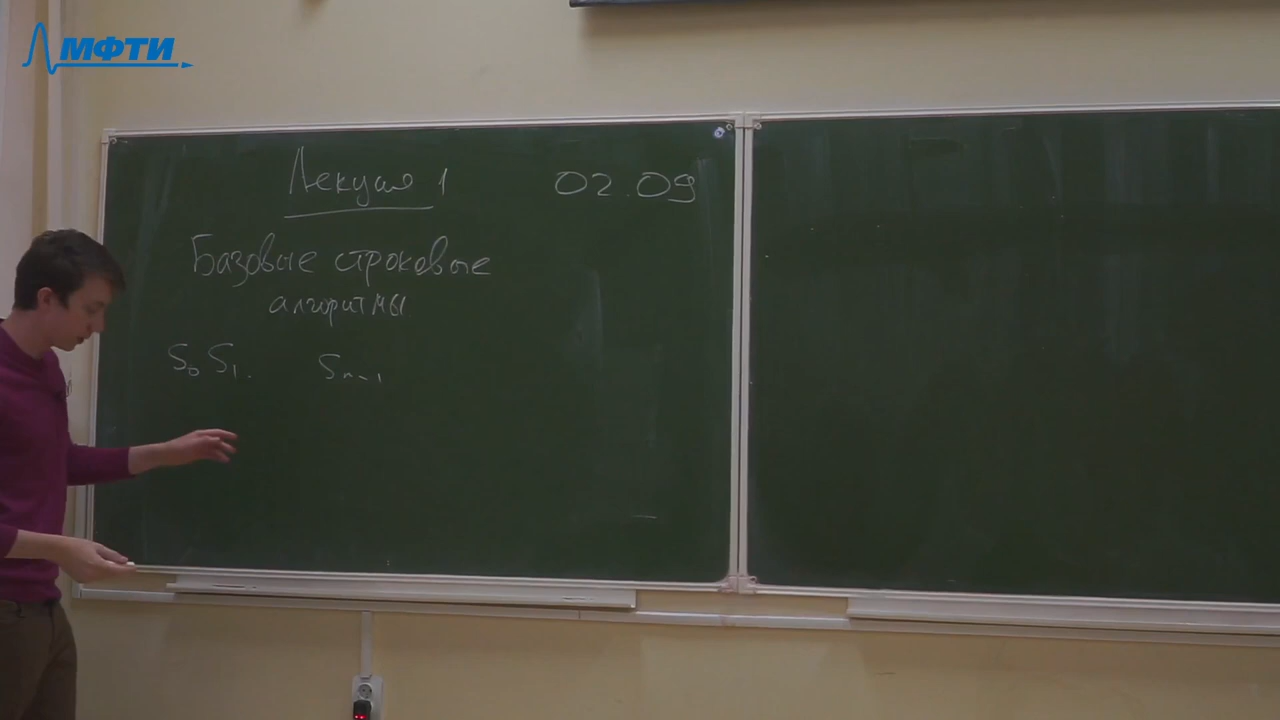 МФТИ
Лекция 1 02.09
Базовые строковые
алгоритмы
S₀ S₁. Sₙ₋₁